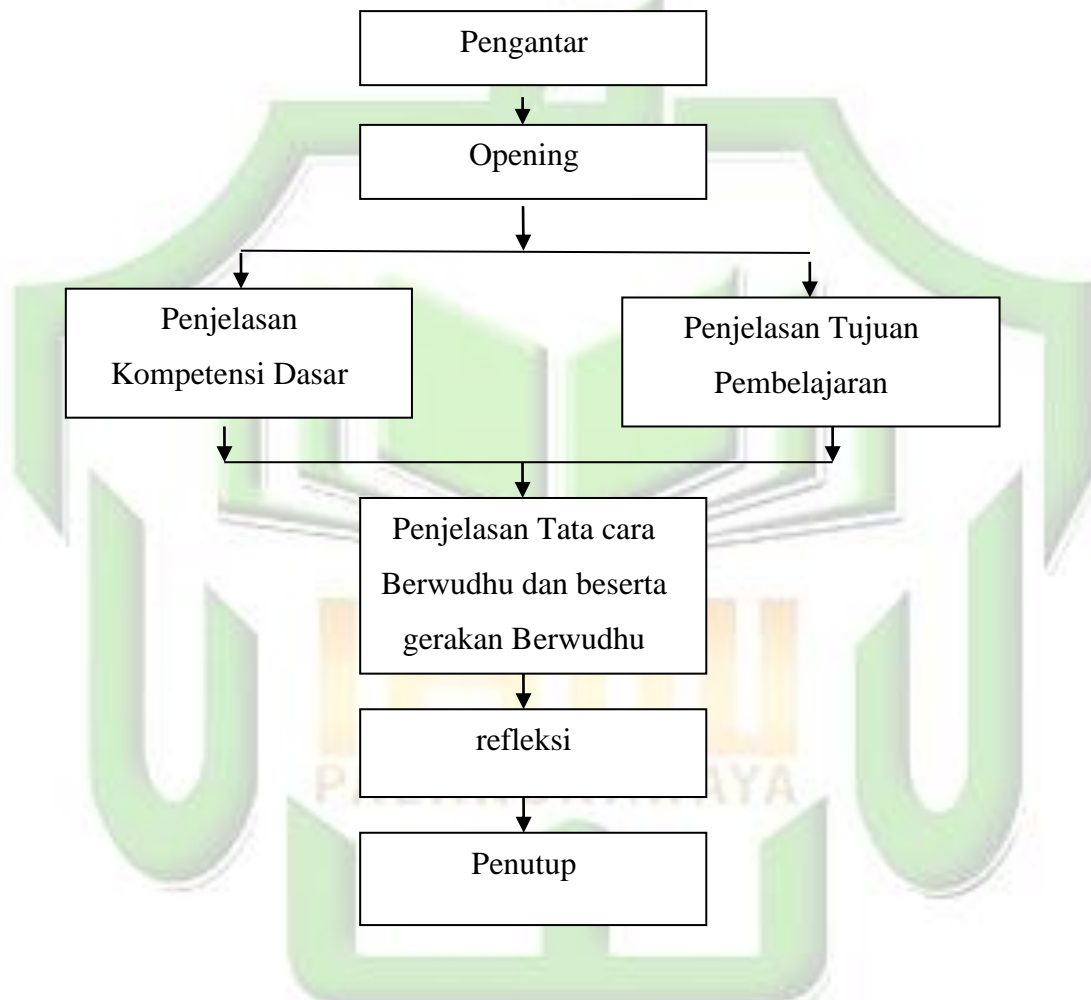 Pengantar
Opening
Penjelasan
Kompetensi Dasar
Penjelasan Tujuan
Pembelajaran
Penjelasan Tata cara
Berwudhu dan beserta
gerakan Berwudhu
refleksi
Penutup